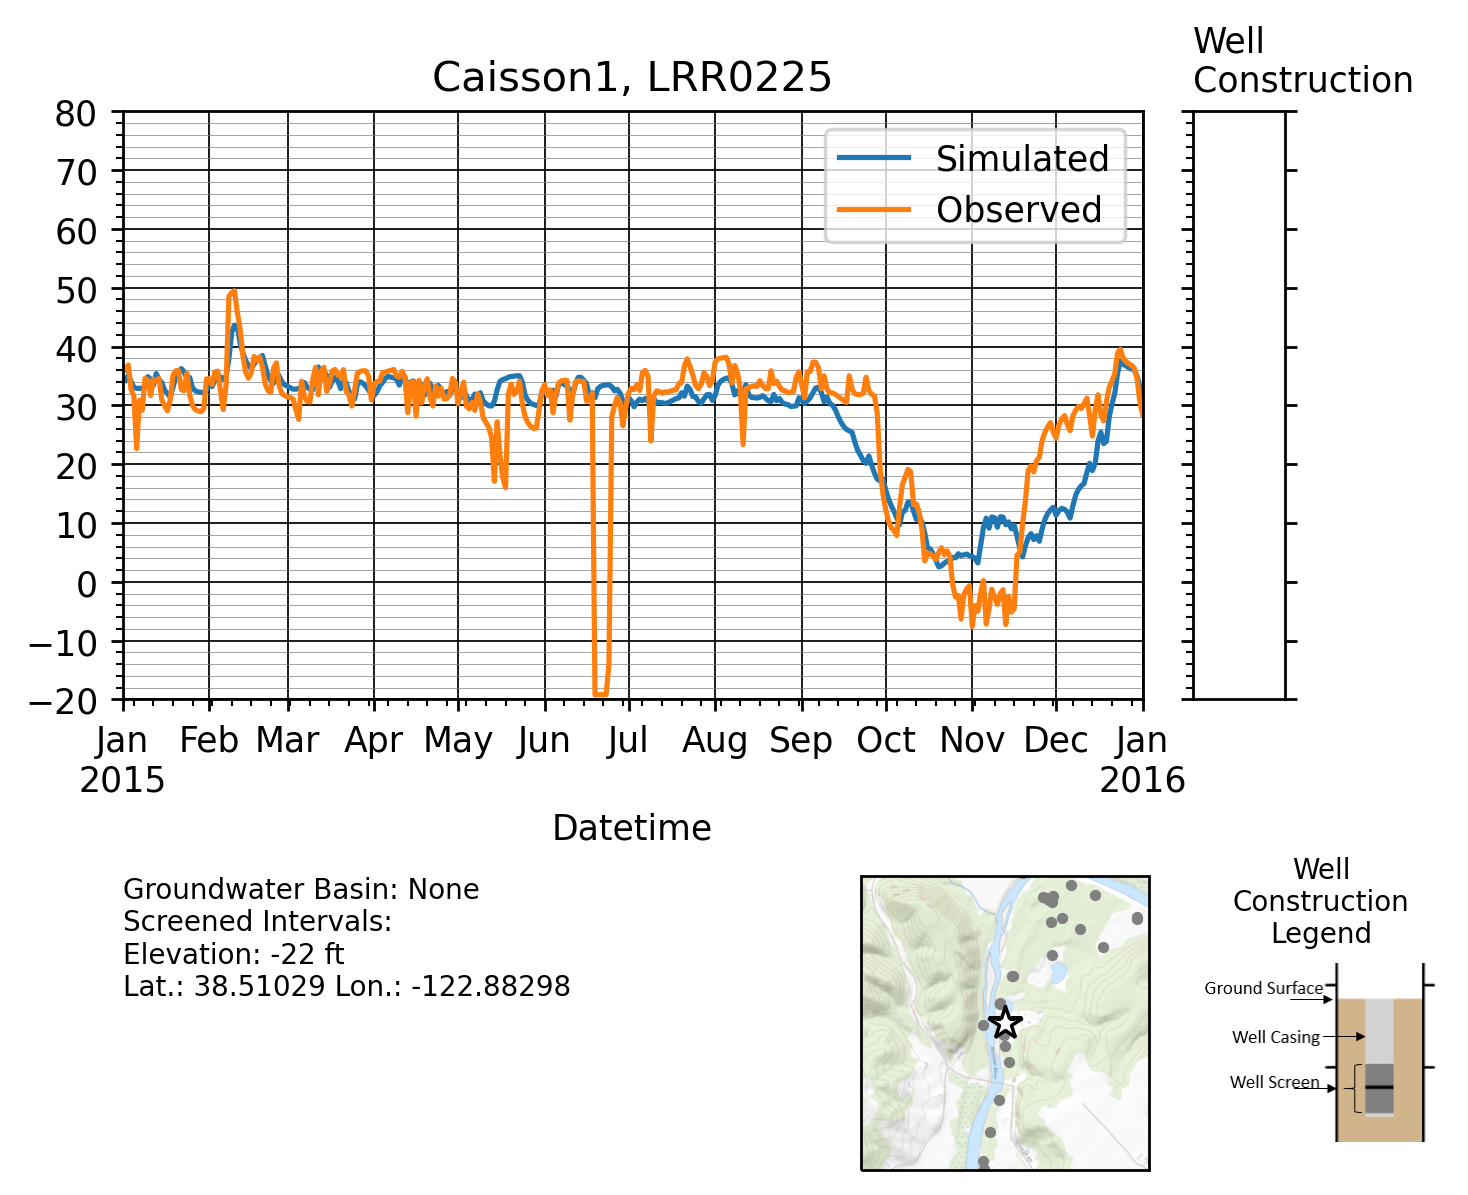 Well
Construction
Caisson1, LRR0225
80
70
60
50
40
30
20
10
0
−10
−20
Simulated
Observed
Jan Feb Mar Apr May Jun Jul Aug Sep Oct Nov Dec Jan
2015 2016
Datetime
Groundwater Basin: None
Screened Intervals:
Elevation: -22 ft
Lat.: 38.51029 Lon.: -122.88298
Well
Construction
Legend
Ground Surface
Well Casing
Well Screen